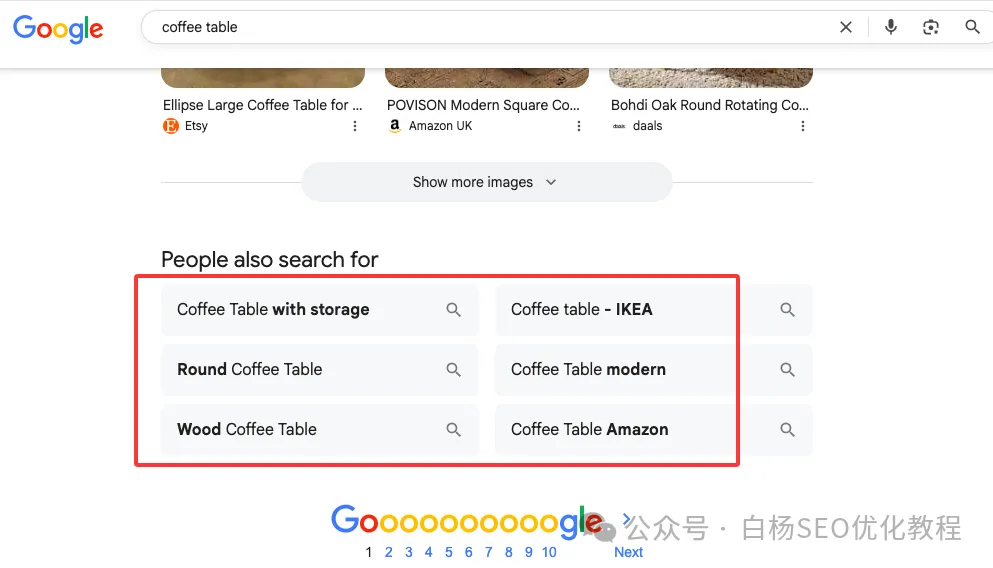 Google
coffee table
Ellipse Large Coffee Table for ...
POVISON Modern Square Co...
Bohdi Oak Round Rotating Co...
Etsy
a Amazon UK
daals daals
Show more images
People also search for
Coffee Table with storage
Coffee table - IKEA
Round Coffee Table
Coffee Table modern
Wood Coffee Table
Coffee Table Amazon
Goooooooooogle
公众号 · 白杨SEO优化教程
1 2 3 4 5 6 7 8 9 10 Next